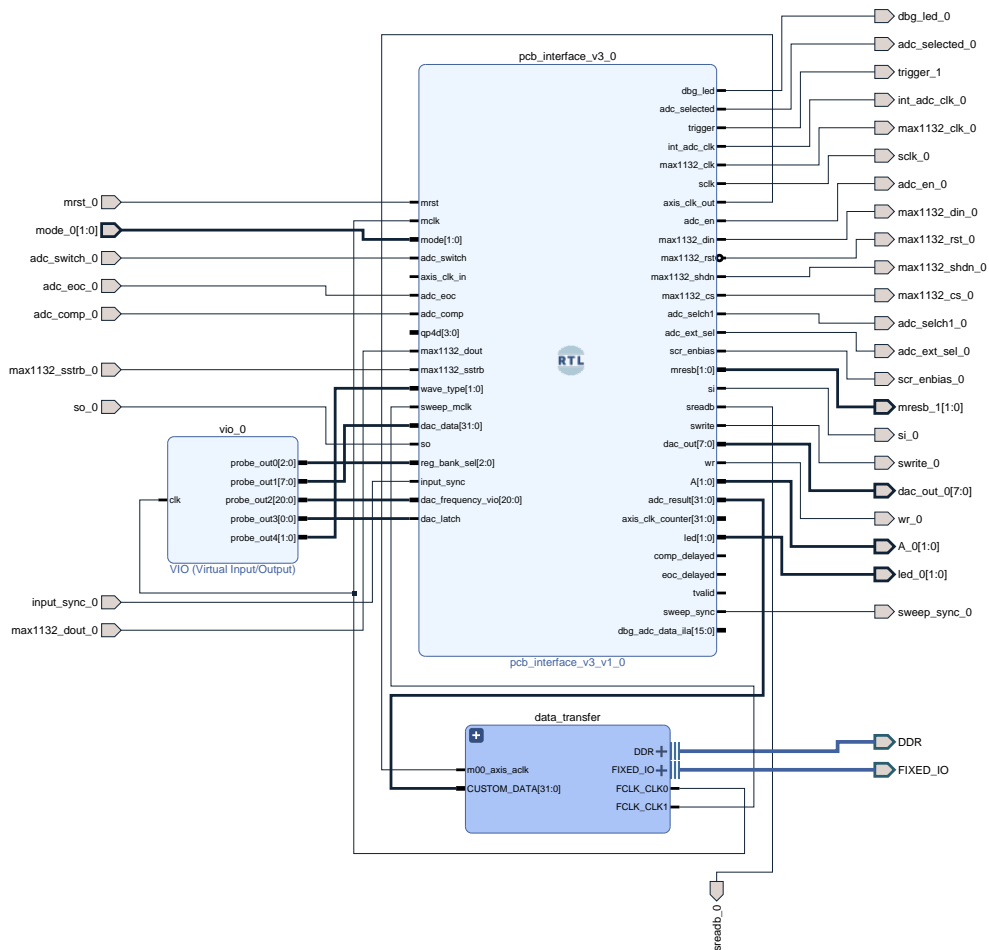 dbg_led_0
adc_selected_0
trigger_1
int_adc_clk_0
max1132_clk_0
sclk_0
adc_en_0
max1132_din_0
max1132_rst_0
max1132_shdn_0
max1132_cs_0
adc_selch1_0
adc_ext_sel_0
scr_enbias_0
mresb_1[1:0]
si_0
swrite_0
dac_out_0[7:0]
wr_0
A_0[1:0]
led_0[1:0]
sweep_sync_0
DDR
FIXED_IO
sreadb_0
mrst_0
mode_0[1:0]
adc_switch_0
adc_eoc_0
adc_comp_0
max1132_sstrb_0
so_0
input_sync_0
max1132_dout_0
pcb_interface_v3_0
mrst
mclk
mode[1:0]
adc_switch
axis_clk_in
adc_eoc
adc_comp
qp4d[3:0]
max1132_dout
max1132_sstrb
wave_type[1:0]
sweep_mclk
dac_data[31:0]
so
reg_bank_sel[2:0]
input_sync
dac_frequency_vio[20:0]
dac_latch
RTL
dbg_led
adc_selected
trigger
int_adc_clk
max1132_clk
sclk
axis_clk_out
adc_en
max1132_din
max1132_rst
max1132_shdn
max1132_cs
adc_selch1
adc_ext_sel
scr_enbias
mresb[1:0]
si
sreadb
swrite
dac_out[7:0]
wr
A[1:0]
adc_result[31:0]
axis_clk_counter[31:0]
led[1:0]
comp_delayed
eoc_delayed
tvalid
sweep_sync
dbg_adc_data_ila[15:0]
pcb_interface_v3_v1_0
vio_0
clk
probe_out0[2:0]
probe_out1[7:0]
probe_out2[20:0]
probe_out3[0:0]
probe_out4[1:0]
VIO (Virtual Input/Output)
data_transfer
m00_axis_aclk
CUSTOM_DATA[31:0]
DDR
FIXED_IO
FCLK_CLK0
FCLK_CLK1